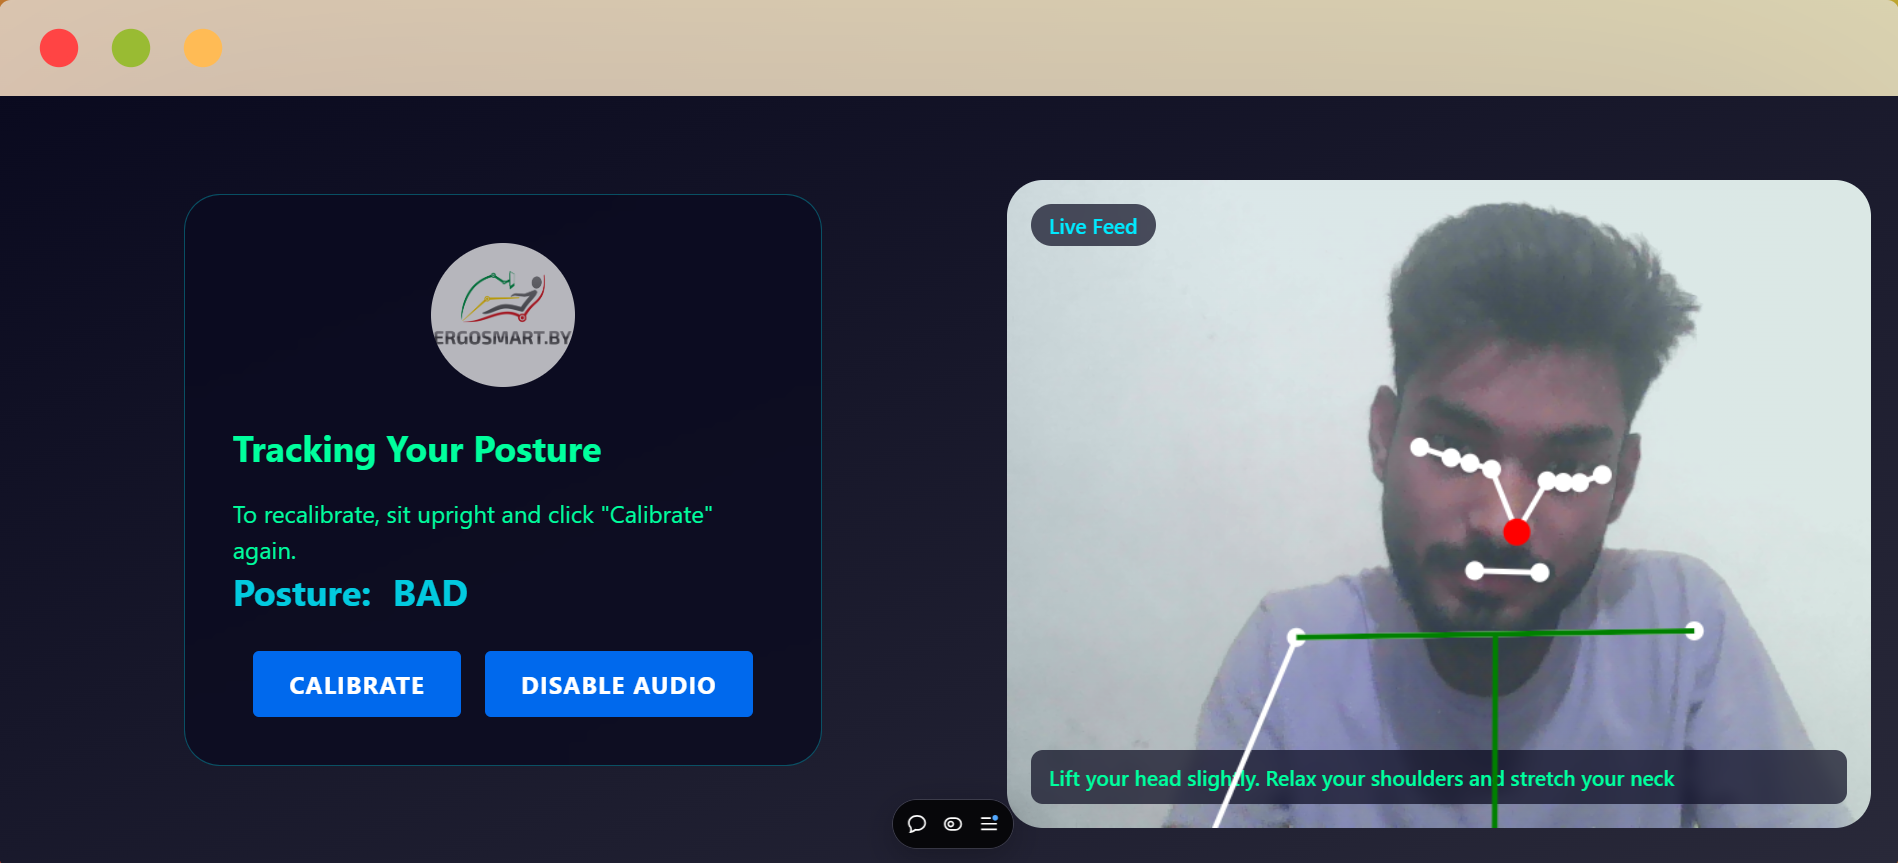 ERGOSMART.BY
Tracking Your Posture
To recalibrate, sit upright and click "Calibrate"
again.
Posture: BAD
CALIBRATE
DISABLE AUDIO
Live Feed
Lift your head slightly. Relax your shoulders and stretch your neck